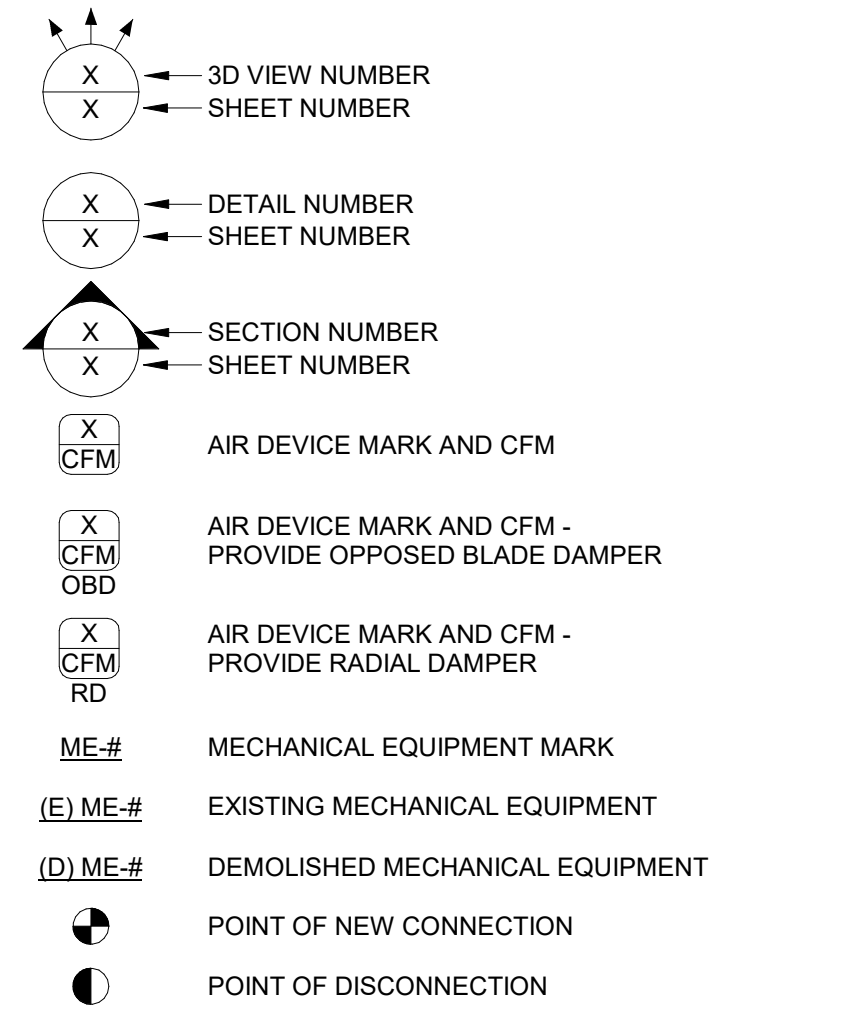 X
3D VIEW NUMBER
X
SHEET NUMBER
X
DETAIL NUMBER
X
SHEET NUMBER
X
SECTION NUMBER
X
SHEET NUMBER
X
CFM
AIR DEVICE MARK AND CFM
X
CFM
OBD
AIR DEVICE MARK AND CFM -
PROVIDE OPPOSED BLADE DAMPER
X
CFM
RD
AIR DEVICE MARK AND CFM -
PROVIDE RADIAL DAMPER
ME-# MECHANICAL EQUIPMENT MARK
(E) ME-# EXISTING MECHANICAL EQUIPMENT
(D) ME-# DEMOLISHED MECHANICAL EQUIPMENT
POINT OF NEW CONNECTION
POINT OF DISCONNECTION